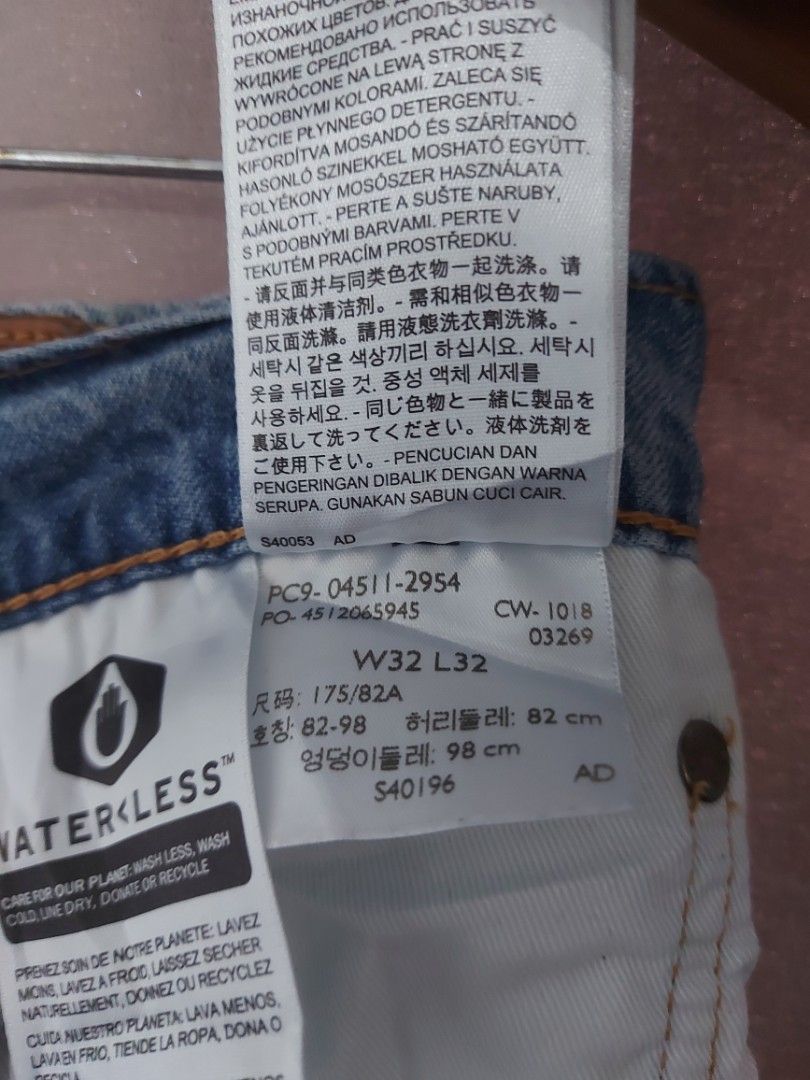 ИЗНАНОЧНОЙ
ПОХОЖИХ ЦВЕТОВ.
РЕКОМЕНДОВАНО ИСПОЛЬЗОВАТЬ
ЖИДКИЕ СРЕДСТВА. - PRAĆ I SUSZYĆ
WYWRÓCONE NA LEWĄ STRONĘ Z
PODOBNYMI KOLORAMI. ZALECA SIĘ
UŻYCIE PŁYNNEGO DETERGENTU. -
KIFORDÍTVA MOSANDÓ ÉS SZÁRÍTANDÓ
HASONLÓ SZINEKKEL MOSHATÓ EGYÜTT.
FOLYÉKONY MOSÓSZER HASZNÁLATA
AJÁNLOTT. - PERTE A SUŠTE NARUBY,
S PODOBNÝMI BARVAMI. PERTE V
TEKUTÉM PRACÍM PROSTŘEDKU.
- 请反面并与同类色衣物一起洗涤。请
使用液体清洁剂。- 需和相似色衣物一
同反面洗滌。請用液態洗衣劑洗滌。-
세탁시 같은 색상끼리 하십시요. 세탁시
옷을 뒤집을 것. 중성 액체 세제를
사용하세요. - 同じ色物と一緒に製品を
裏返して洗ってください。液体洗剤を
ご使用下さい。- PENCUCIAN DAN
PENGERINGAN DIBALIK DENGAN WARNA
SERUPA. GUNAKAN SABUN CUCI CAIR.
S40053 AD
PC9- 04511-2954
PO- 4512065945 CW- 1018
03269
W32 L32
尺码: 175/82A
호칭: 82-98 허리둘레: 82 cm
엉덩이둘레: 98 cm
S40196 AD
WATER<LESS™
CARE FOR OUR PLANET: WASH LESS, WASH
COLD, LINE DRY, DONATE OR RECYCLE
PRENEZ SOIN DE NOTRE PLANETE: LAVEZ
MOINS, LAVEZ A FROID, LAISSEZ SECHER
NATURELLEMENT, DONNEZ OU RECYCLEZ
CUIDA NUESTRO PLANETA: LAVA MENOS,
LAVA EN FRIO, TIENDE LA ROPA, DONA O
RECICLA